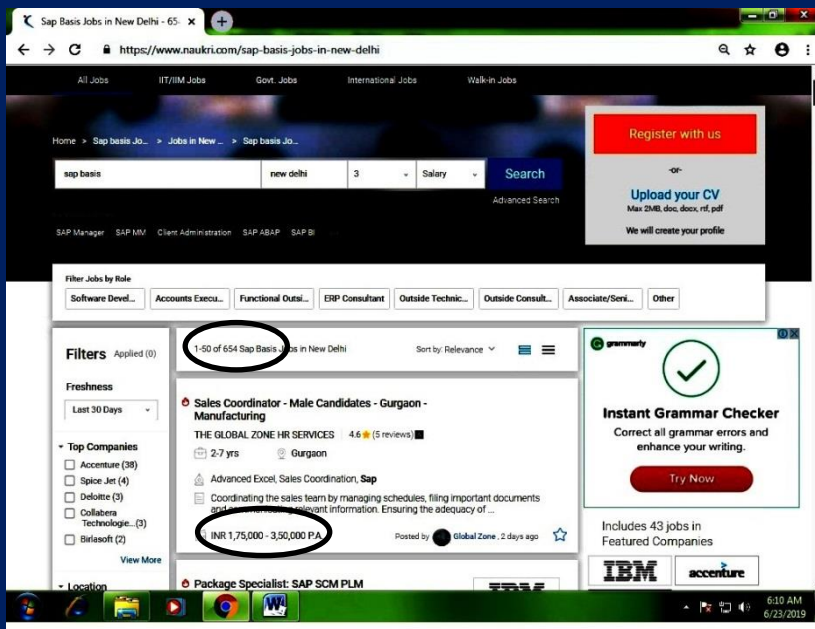 Sap Basis Jobs in New Delhi - 65
https://www.naukri.com/sap-basis-jobs-in-new-delhi
All Jobs IIT/IIM Jobs Govt. Jobs International Jobs Walk-in Jobs
Home > Sap basis Jo... > Jobs in New ... > Sap basis Jo...
sap basis new delhi 3 Salary Search
Advanced Search
SAP Manager SAP MM Client Administration SAP ABAP SAP BI
Register with us
-or-
Upload your CV
Max 2MB, doc, docx, rtf, pdf
We will create your profile
Filter Jobs by Role
Software Devel... Accounts Execu... Functional Outsi... ERP Consultant Outside Technic... Outside Consult... Associate/Seni... Other
Filters Applied (0)
Freshness
Last 30 Days
Top Companies
Accenture (38)
Spice Jet (4)
Deloitte (3)
Collabera
Technologie...(3)
Birlasoft (2)
View More
Location
1-50 of 654 Sap Basis Jobs in New Delhi Sort by: Relevance
Sales Coordinator - Male Candidates - Gurgaon -
Manufacturing
THE GLOBAL ZONE HR SERVICES 4.6 (5 reviews)
2-7 yrs Gurgaon
Advanced Excel, Sales Coordination, Sap
Coordinating the sales team by managing schedules, filing important documents
and communicating relevant information. Ensuring the adequacy of ...
INR 1,75,000 - 3,50,000 P.A. Posted by Global Zone , 2 days ago
Package Specialist: SAP SCM PLM
IBM
grammarly
Instant Grammar Checker
Correct all grammar errors and
enhance your writing.
Try Now
Includes 43 jobs in
Featured Companies
IBM accenture
6:10 AM
6/23/2019